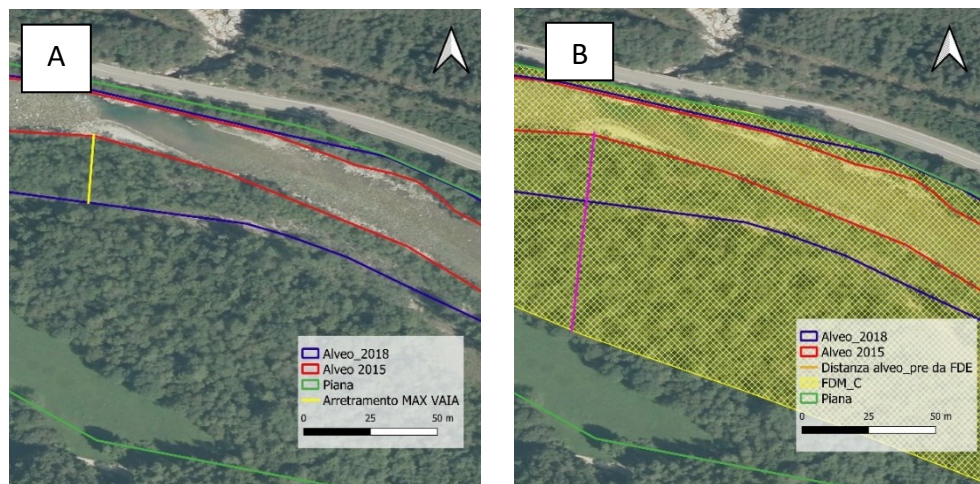 A
Alveo_2018
Alveo 2015
Piana
Arretramento MAX VAIA
0 25 50 m
B
Alveo_2018
Alveo 2015
Distanza alveo_pre da FDE
FDM_C
Piana
0 25 50 m